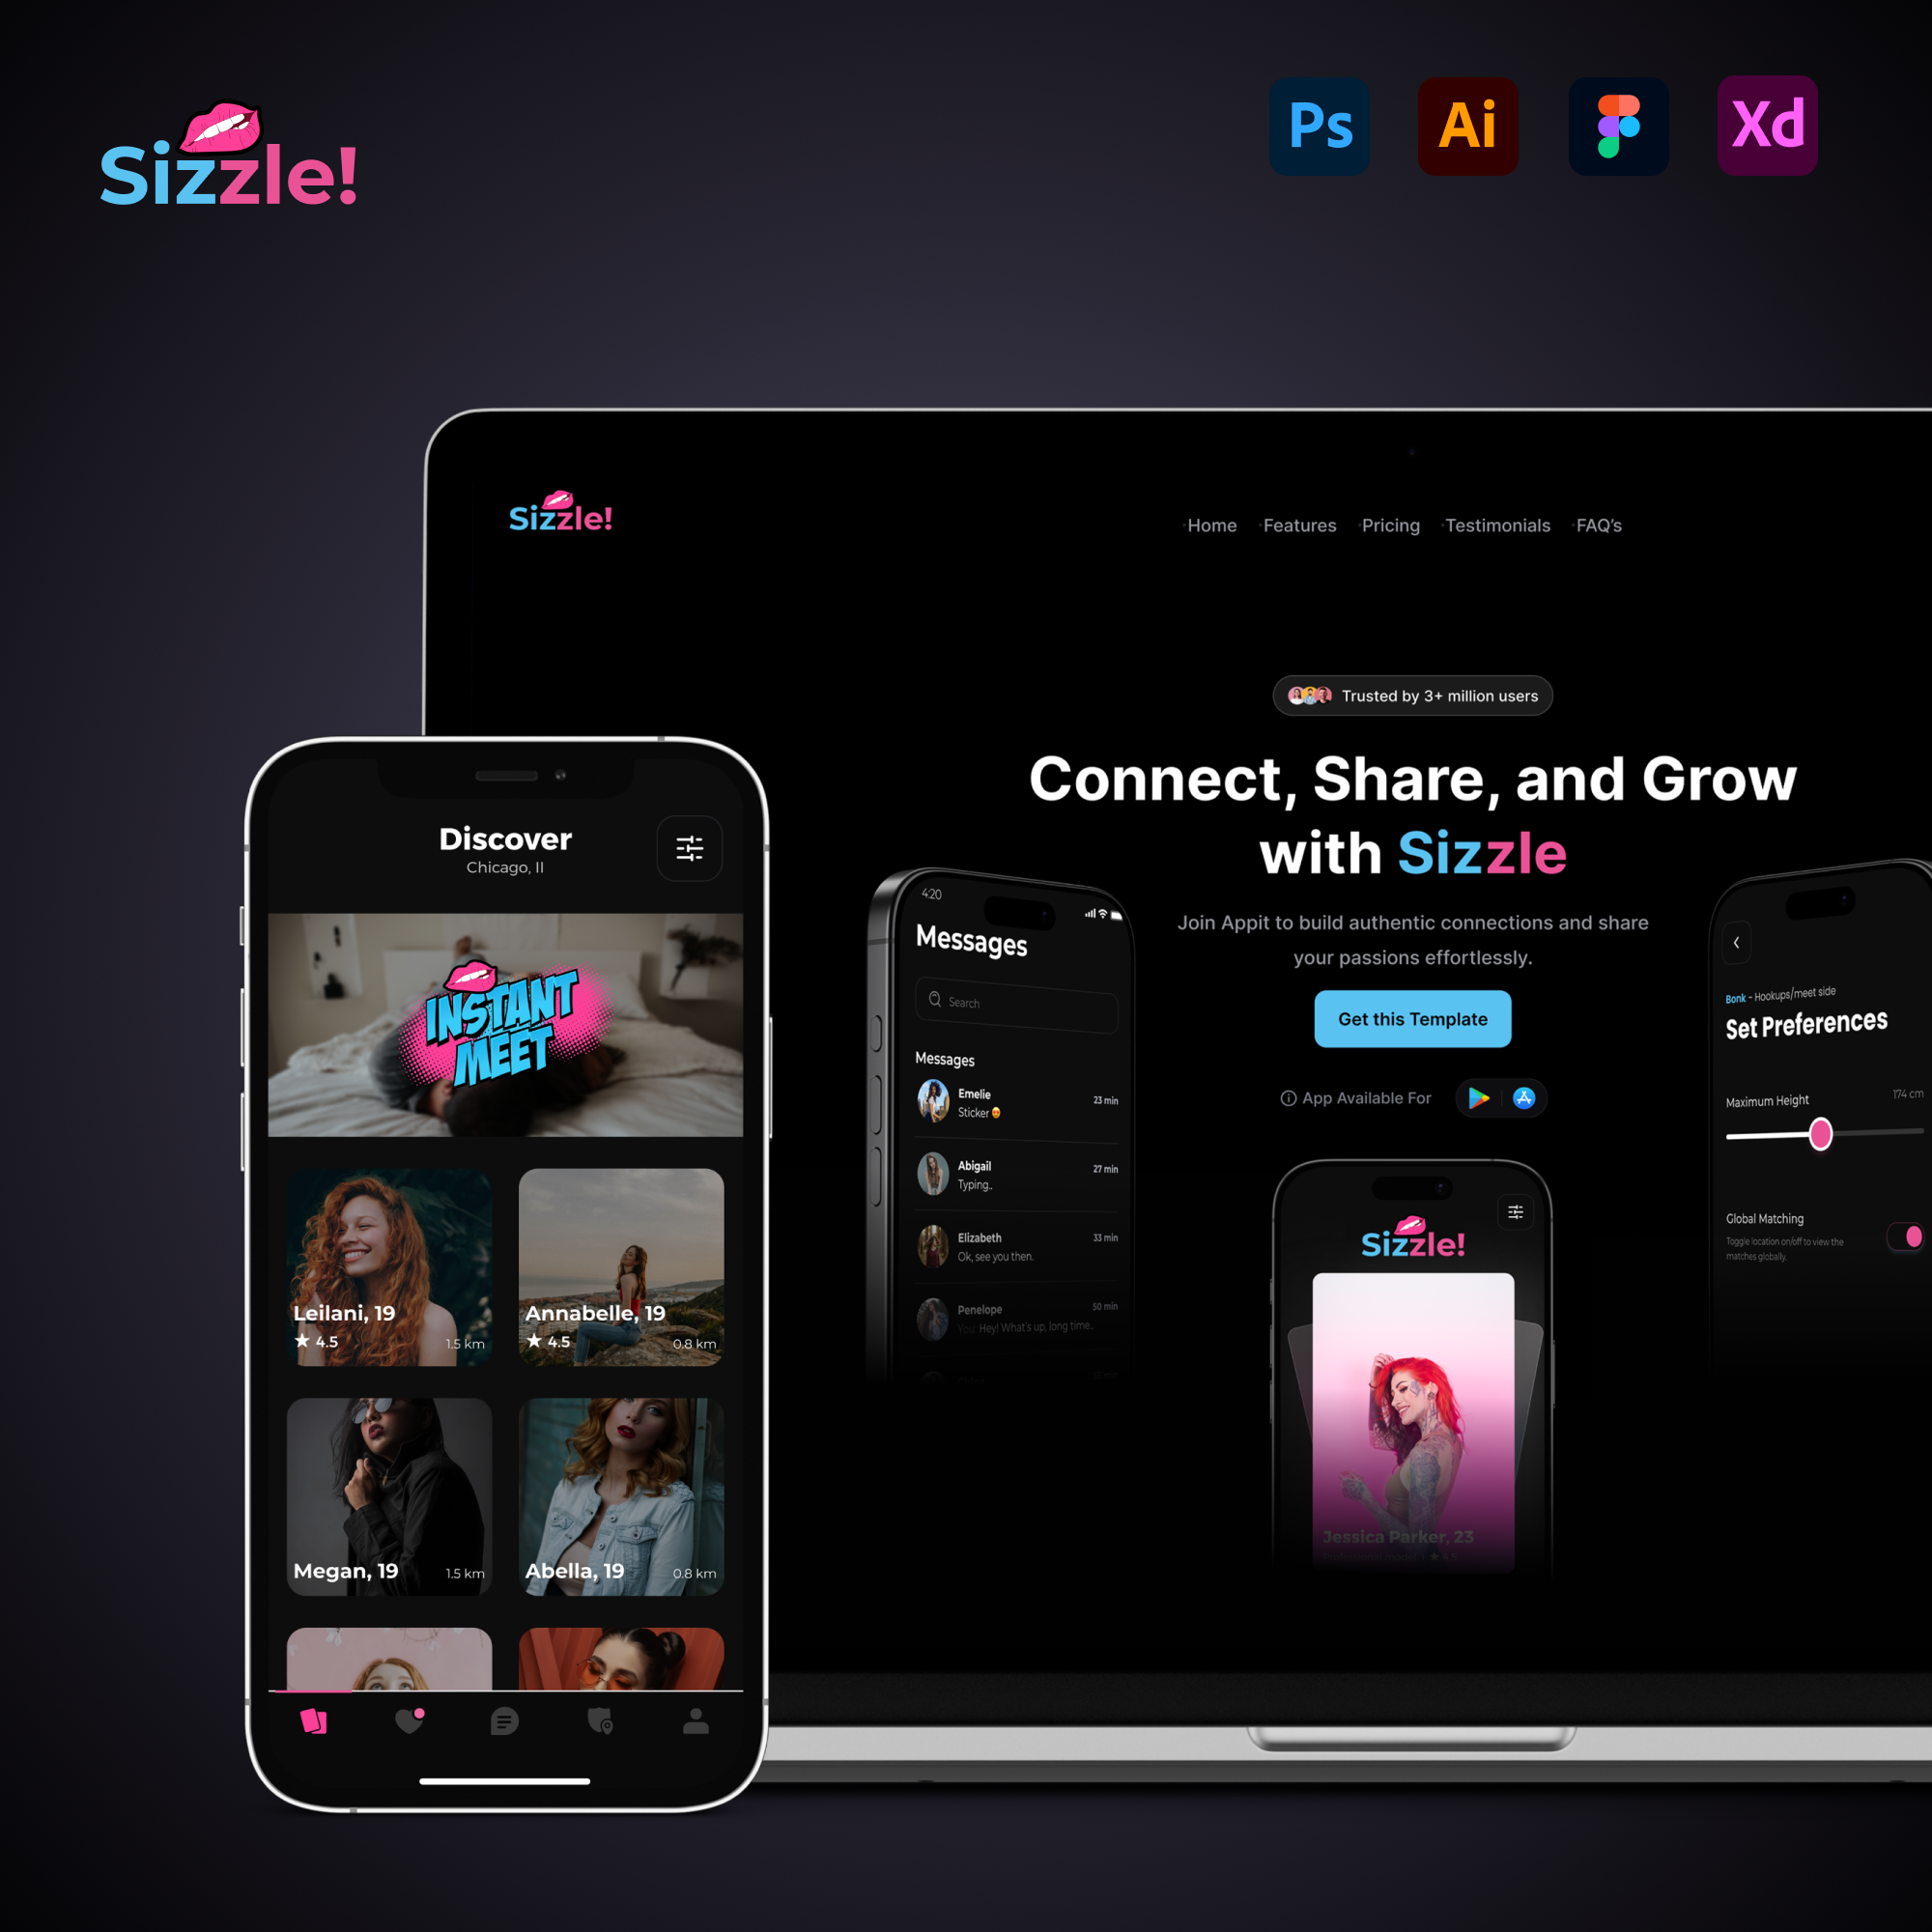 Sizzle!
Ps
Ai
Xd
Sizzle!
Home
Features
Pricing
Testimonials
FAQ's
Trusted by 3+ million users
Connect, Share, and Grow
with Sizzle
Join Appit to build authentic connections and share
your passions effortlessly.
Get this Template
App Available For
4:20
Messages
Search
Messages
Emelie
23 min
Sticker 😍
Abigail
27 min
Typing..
Elizabeth
33 min
Ok, see you then.
Penelope
50 min
You: Hey! What's up, long time..
Sizzle!
Jessica Parker, 23
Bonk - Hookups/meet side
Set Preferences
Maximum Height
174 cm
Global Matching
Toggle location on/off to view the
matches globally.
Discover
Chicago, Il
INSTANT
MEET
Leilani, 19
★ 4.5
1.5 km
Annabelle, 19
★ 4.5
0.8 km
Megan, 19
1.5 km
Abella, 19
0.8 km